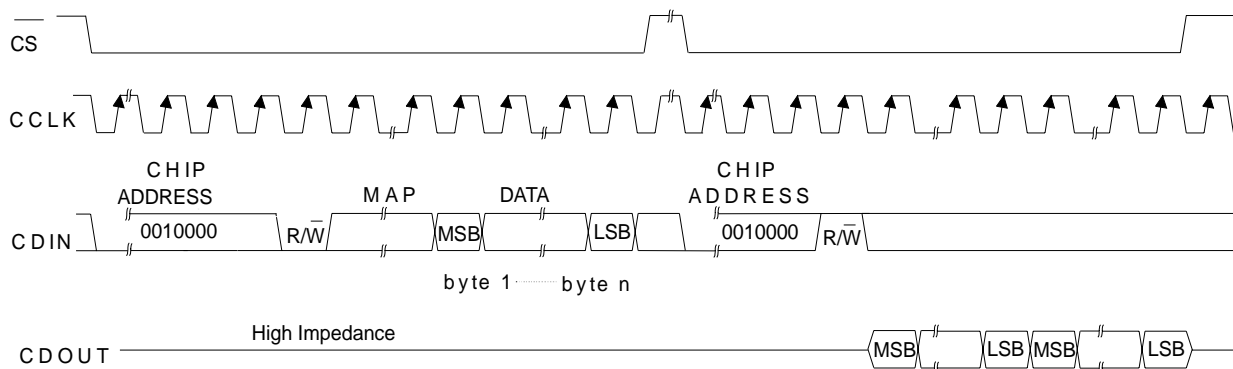 CS
CCLK
CHIP
ADDRESS
MAP
DATA
CHIP
ADDRESS
CDIN
0010000
R/W
MSB
LSB
0010000
R/W
byte 1
byte n
High Impedance
CDOUT
MSB
LSB
MSB
LSB